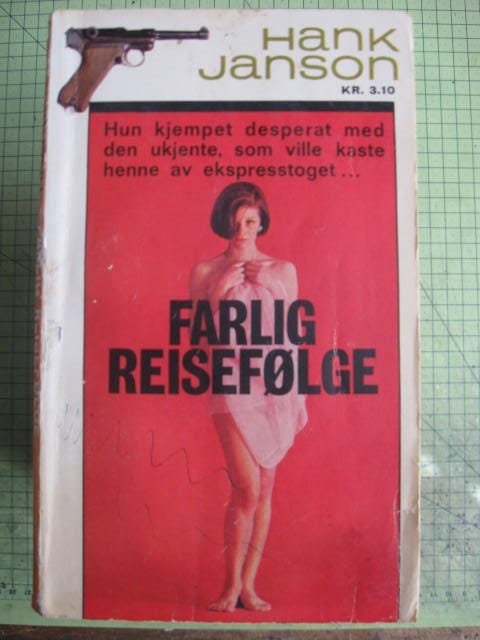 Hank
Janson
KR. 3.10
Hun kjempet desperat med
den ukjente, som ville kaste
henne av ekspresstoget...
FARLIG
REISEFØLGE